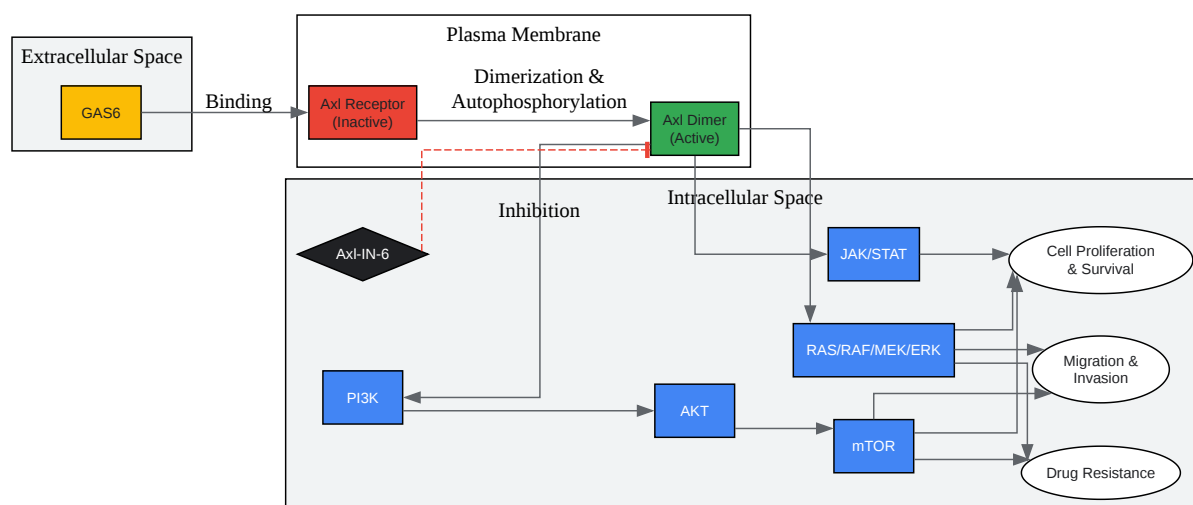 Plasma Membrane
Extracellular Space
Dimerization &
Autophosphorylation
Binding
GAS6
Axl Receptor
(Inactive)
Axl Dimer
(Active)
Intracellular Space
Inhibition
Axl-IN-6
JAK/STAT
Cell Proliferation
& Survival
RAS/RAF/MEK/ERK
Migration &
Invasion
PI3K
AKT
mTOR
Drug Resistance